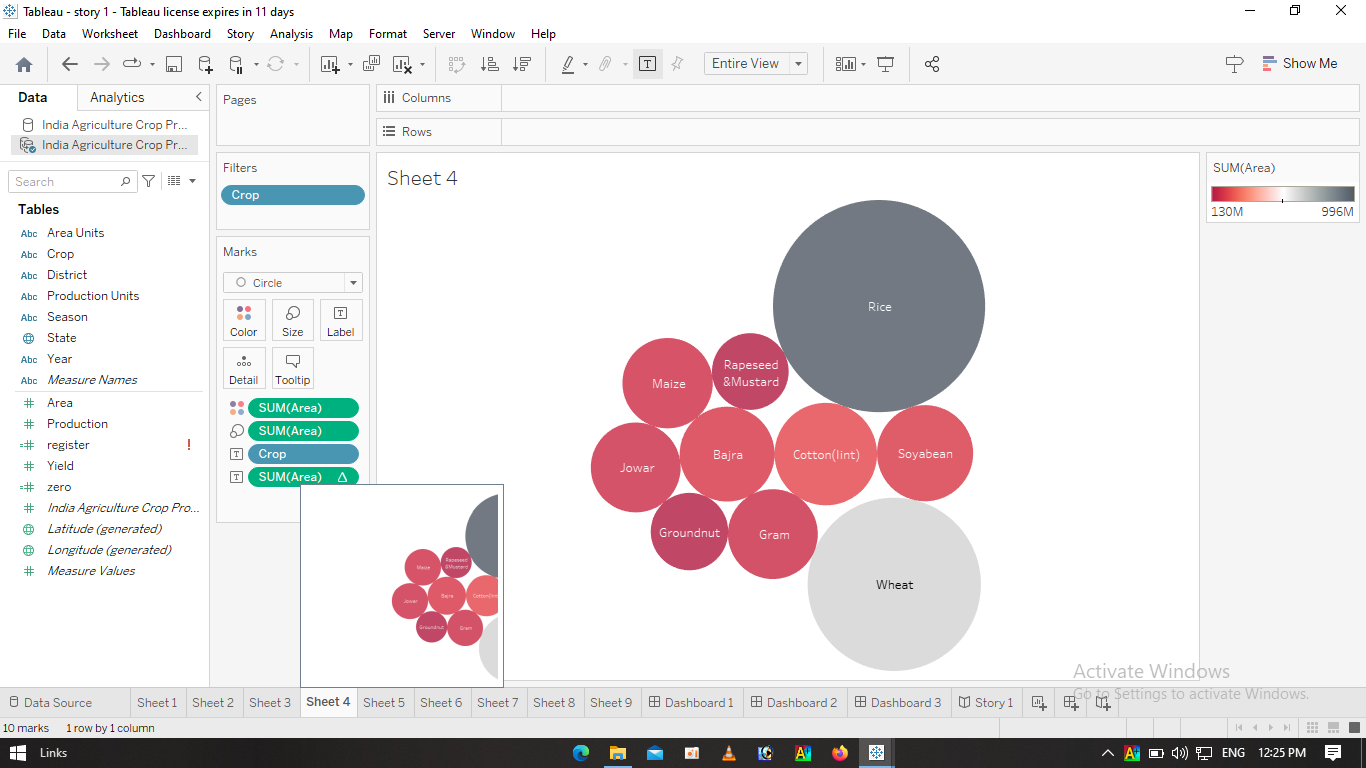 Tableau - story 1 - Tableau license expires in 11 days
File Data Worksheet Dashboard Story Analysis Map Format Server Window Help
Entire View
Show Me
Data Analytics
India Agriculture Crop Pr...
India Agriculture Crop Pr...
Search
Tables
Abc Area Units
Abc Crop
Abc District
Abc Production Units
Abc Season
State
Abc Year
Abc Measure Names
# Area
# Production
=# register !
# Yield
=# zero
# India Agriculture Crop Pro...
Latitude (generated)
Longitude (generated)
# Measure Values
Pages
Filters
Crop
Marks
Circle
Color Size Label
Detail Tooltip
SUM(Area)
SUM(Area)
Crop
SUM(Area) Δ
Columns
Rows
Sheet 4
Rice
Rapeseed
&Mustard
Maize
Jowar
Bajra
Cotton(lint)
Soyabean
Groundnut
Gram
Wheat
SUM(Area)
130M 996M
Maize
Rapeseed
&Mustard
Jowar
Bajra
Cotton(lint
Groundnut
Gram
Activate Windows
Go to Settings to activate Windows.
Data Source Sheet 1 Sheet 2 Sheet 3 Sheet 4 Sheet 5 Sheet 6 Sheet 7 Sheet 8 Sheet 9 Dashboard 1 Dashboard 2 Dashboard 3 Story 1
10 marks 1 row by 1 column
Links
ENG 12:25 PM